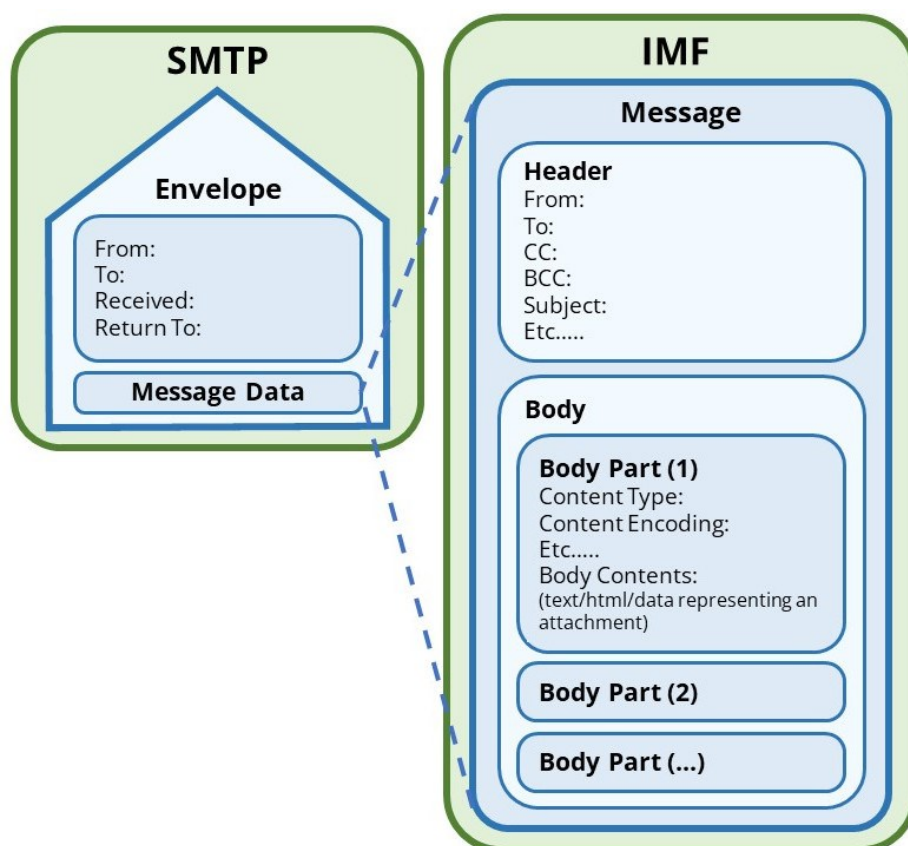 SMTP
Envelope
From:
To:
Received:
Return To:
Message Data
IMF
Message
Header
From:
To:
CC:
BCC:
Subject:
Etc.....
Body
Body Part (1)
Content Type:
Content Encoding:
Etc.....
Body Contents:
(text/html/data representing an
attachment)
Body Part (2)
Body Part (...)